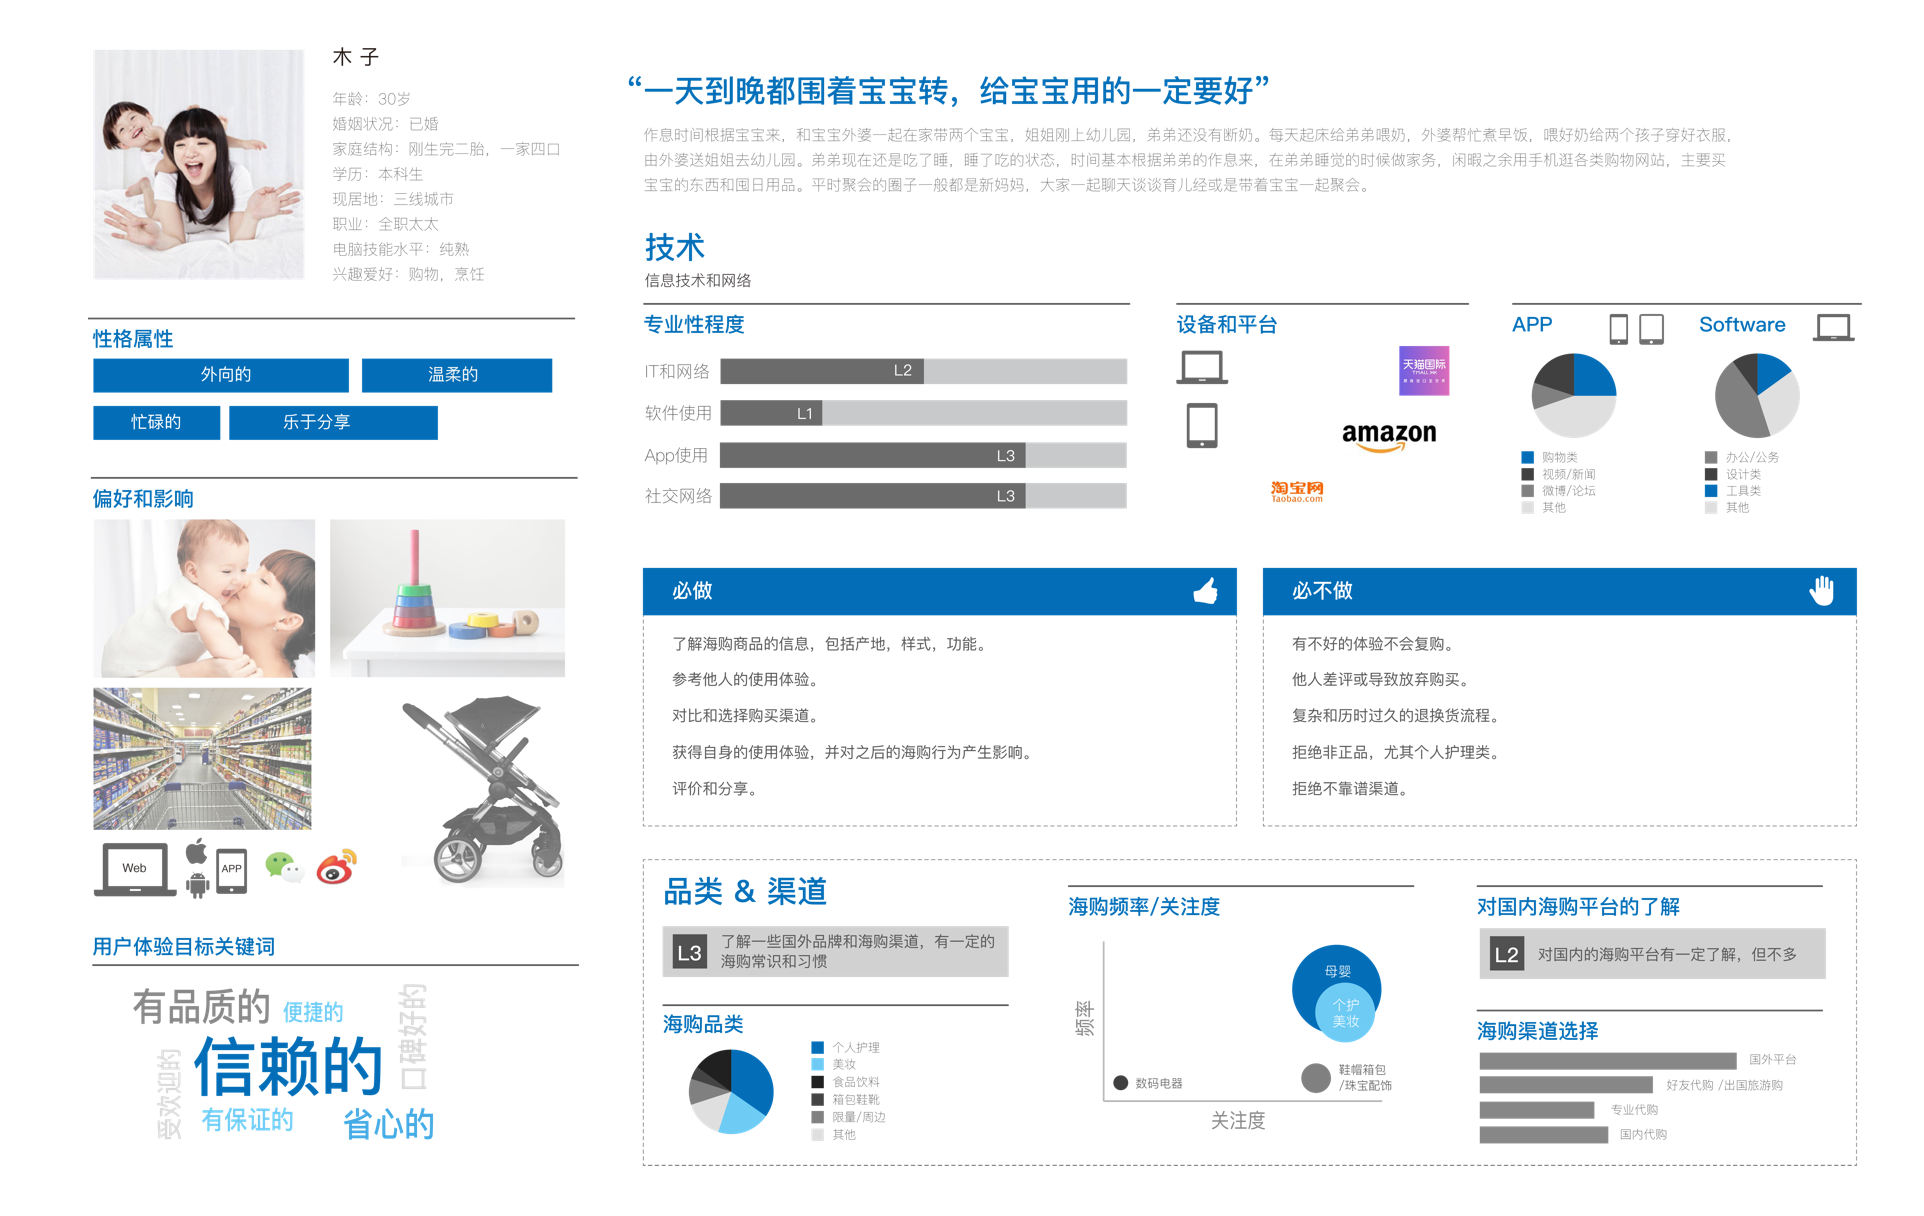 木 子
年龄：30岁
婚姻状况：已婚
家庭结构：刚生完二胎，一家四口
学历：本科生
现居地：三线城市
职业：全职太太
电脑技能水平：纯熟
兴趣爱好：购物，烹饪
性格属性
外向的
温柔的
忙碌的
乐于分享
偏好和影响
Web
APP
用户体验目标关键词
有品质的
便捷的
口碑好的
信赖的
受欢迎的
有保证的
省心的
“一天到晚都围着宝宝转，给宝宝用的一定要好”
作息时间根据宝宝来，和宝宝外婆一起在家带两个宝宝，姐姐刚上幼儿园，弟弟还没有断奶。每天起床给弟弟喂奶，外婆帮忙煮早饭，喂好奶给两个孩子穿好衣服，
由外婆送姐姐去幼儿园。弟弟现在还是吃了睡，睡了吃的状态，时间基本根据弟弟的作息来，在弟弟睡觉的时候做家务，闲暇之余用手机逛各类购物网站，主要买
宝宝的东西和囤日用品。平时聚会的圈子一般都是新妈妈，大家一起聊天谈谈育儿经或是带着宝宝一起聚会。
技术
信息技术和网络
专业性程度
IT和网络
L2
软件使用
L1
App使用
L3
社交网络
L3
设备和平台
天猫国际
TMALL.HK
amazon
淘宝网
Taobao.com
APP
购物类
视频/新闻
微博/论坛
其他
Software
办公/公务
设计类
工具类
其他
必做
了解海购商品的信息，包括产地，样式，功能。
参考他人的使用体验。
对比和选择购买渠道。
获得自身的使用体验，并对之后的海购行为产生影响。
评价和分享。
必不做
有不好的体验不会复购。
他人差评或导致放弃购买。
复杂和历时过久的退换货流程。
拒绝非正品，尤其个人护理类。
拒绝不靠谱渠道。
品类 & 渠道
L3
了解一些国外品牌和海购渠道，有一定的
海购常识和习惯
海购品类
个人护理
美妆
食品饮料
箱包鞋靴
限量/周边
其他
海购频率/关注度
频率
母婴
个护
美妆
鞋帽箱包
/珠宝配饰
数码电器
关注度
对国内海购平台的了解
L2
对国内的海购平台有一定了解，但不多
海购渠道选择
国外平台
好友代购 /出国旅游购
专业代购
国内代购